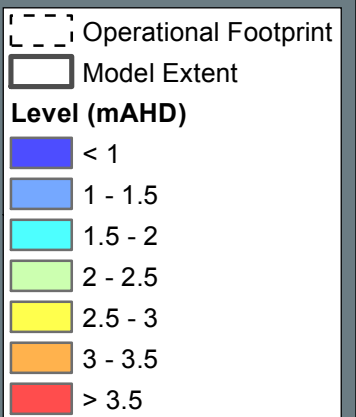 Operational Footprint
Model Extent
Level (mAHD)
< 1
1 - 1.5
1.5 - 2
2 - 2.5
2.5 - 3
3 - 3.5
> 3.5